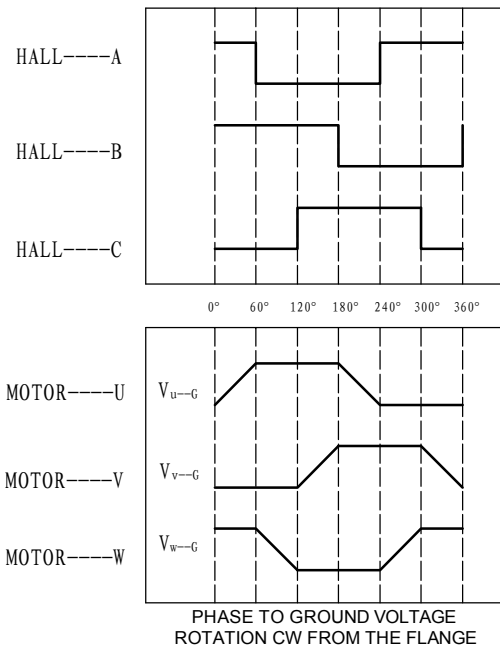 HALL----A
HALL----B
HALL----C
0° 60° 120° 180° 240° 300° 360°
MOTOR----U Vu--G
MOTOR----V Vv--G
MOTOR----W Vw--G
PHASE TO GROUND VOLTAGE
ROTATION CW FROM THE FLANGE